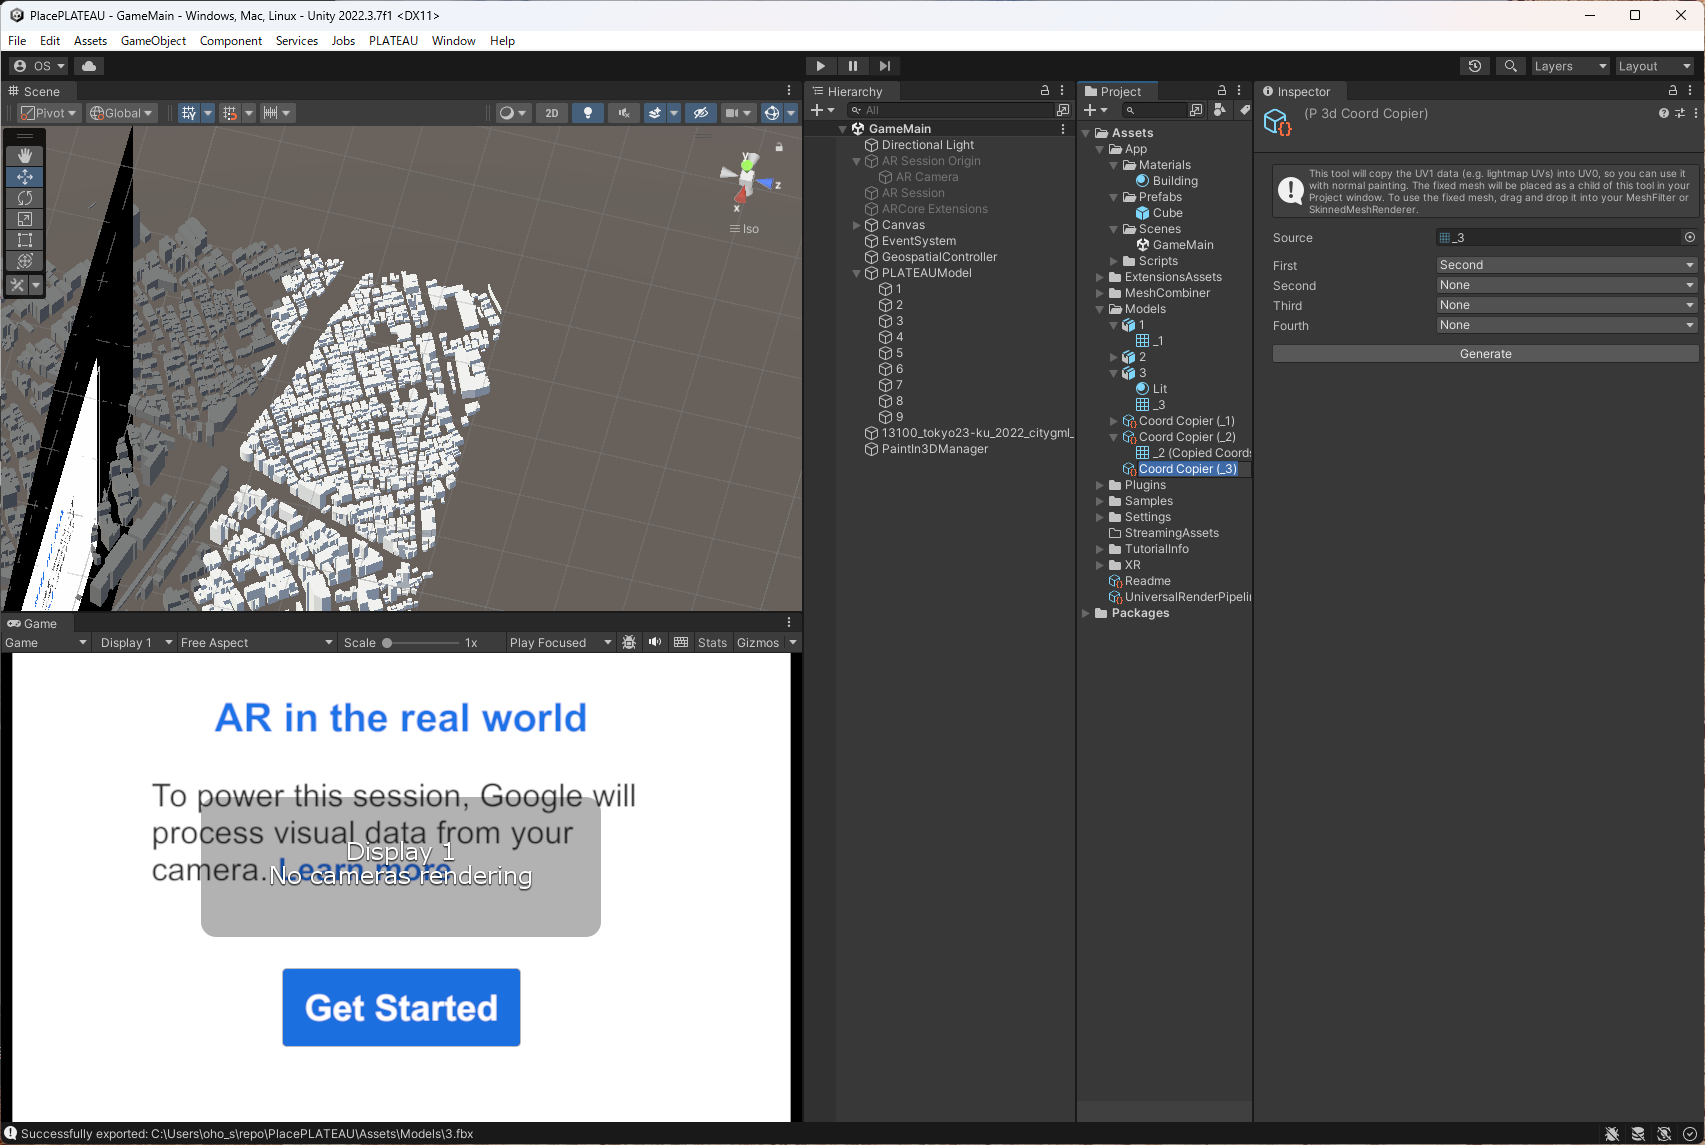 PlacePLATEAU - GameMain - Windows, Mac, Linux - Unity 2022.3.7f1 <DX11>
File Edit Assets GameObject Component Services Jobs PLATEAU Window Help
OS Layers Layout
Scene
Pivot Global 2D
y
z
x
Iso
Game
Game Display 1 Free Aspect Scale 1x Play Focused Stats Gizmos
AR in the real world
To power this session, Google will
process visual data from your
camera. Learn more
Display 1
No cameras rendering
Get Started
Hierarchy
All
GameMain
Directional Light
AR Session Origin
AR Camera
AR Session
ARCore Extensions
Canvas
EventSystem
GeospatialController
PLATEAUModel
1
2
3
4
5
6
7
8
9
13100_tokyo23-ku_2022_citygml_
PaintIn3DManager
Project
Assets
App
Materials
Building
Prefabs
Cube
Scenes
GameMain
Scripts
ExtensionsAssets
MeshCombiner
Models
1
_1
2
3
Lit
_3
Coord Copier (_1)
Coord Copier (_2)
_2 (Copied Coords
Coord Copier (_3)
Plugins
Samples
Settings
StreamingAssets
TutorialInfo
XR
Readme
UniversalRenderPipelin
Packages
Inspector
(P 3d Coord Copier)
This tool will copy the UV1 data (e.g. lightmap UVs) into UV0, so you can use it
with normal painting. The fixed mesh will be placed as a child of this tool in your
Project window. To use the fixed mesh, drag and drop it into your MeshFilter or
SkinnedMeshRenderer.
Source _3
First Second
Second None
Third None
Fourth None
Generate
Successfully exported: C:\Users\oho_s\repo\PlacePLATEAU\Assets\Models\3.fbx